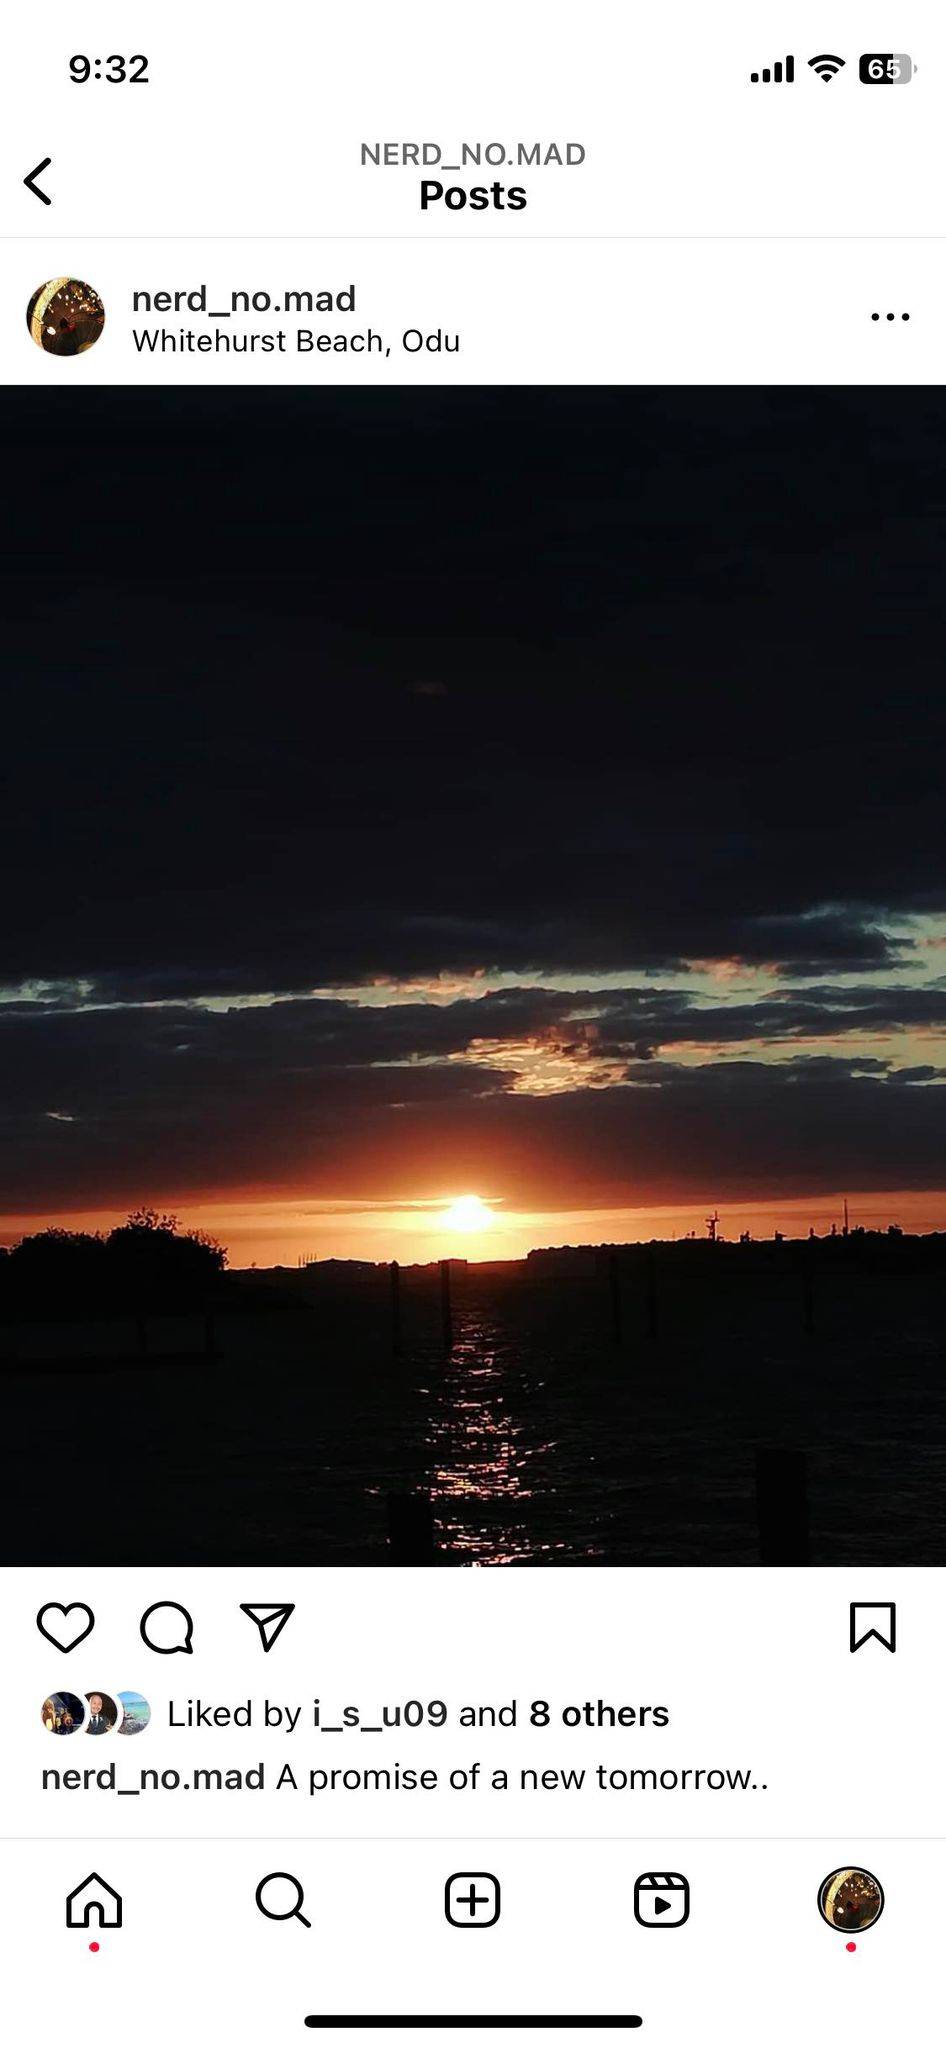 9:32
65
NERD_NO.MAD
Posts
nerd_no.mad
Whitehurst Beach, Odu
Liked by i_s_u09 and 8 others
nerd_no.mad A promise of a new tomorrow..